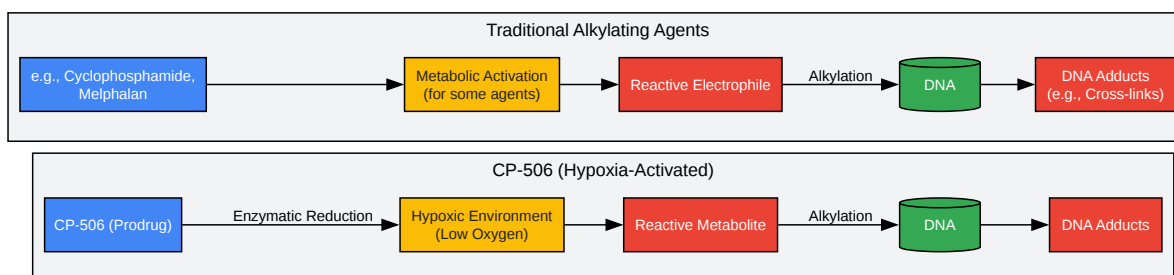 Traditional Alkylating Agents
e.g., Cyclophosphamide,
Melphalan
Metabolic Activation
(for some agents)
Reactive Electrophile
Alkylation
DNA
DNA Adducts
(e.g., Cross-links)
CP-506 (Hypoxia-Activated)
CP-506 (Prodrug)
Enzymatic Reduction
Hypoxic Environment
(Low Oxygen)
Reactive Metabolite
Alkylation
DNA
DNA Adducts